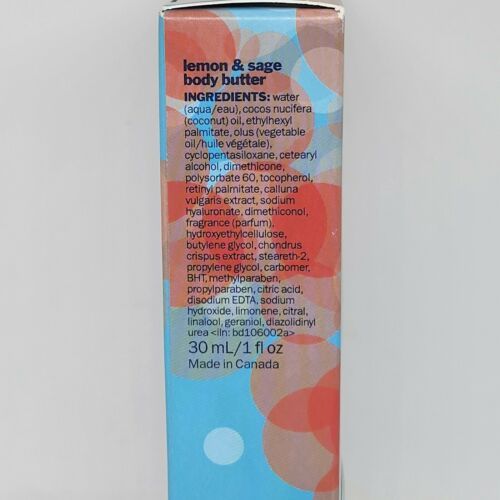 lemon & sage
body butter
INGREDIENTS: water
(aqua/eau), cocos nucifera
(coconut) oil, ethylhexyl
palmitate, olus (vegetable
oil/huile végétale),
cyclopentasiloxane, cetearyl
alcohol, dimethicone,
polysorbate 60, tocopherol,
retinyl palmitate, calluna
vulgaris extract, sodium
hyaluronate, dimethiconol,
fragrance (parfum),
hydroxyethylcellulose,
butylene glycol, chondrus
crispus extract, steareth-2,
propylene glycol, carbomer,
BHT, methylparaben,
propylparaben, citric acid,
disodium EDTA, sodium
hydroxide, limonene, citral,
linalool, geraniol, diazolidinyl
urea <iln: bd106002a>
30 mL/1 fl oz
Made in Canada